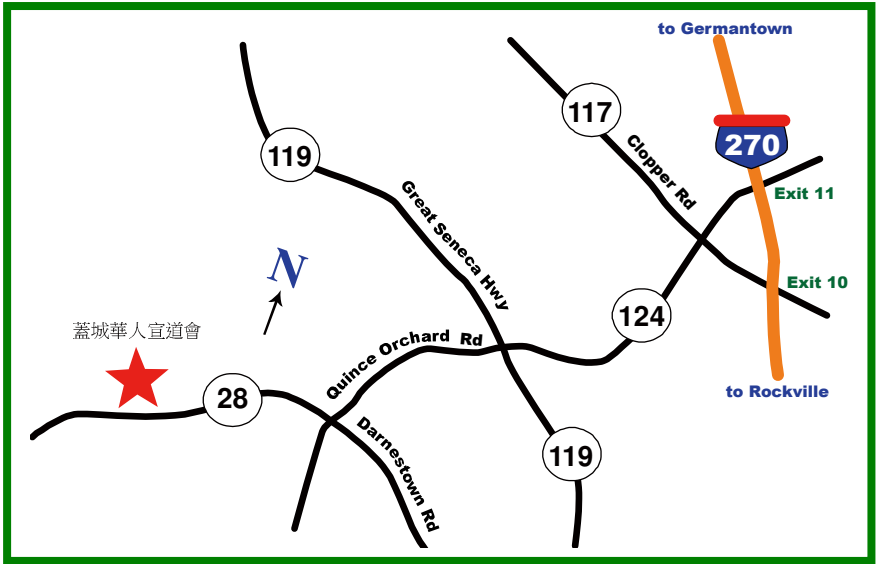 to Germantown
117
270
119
Clopper Rd
Exit 11
Great Seneca Hwy
N
Exit 10
124
蓋城華人宣道會
Quince Orchard Rd
28
to Rockville
Darnestown Rd
119